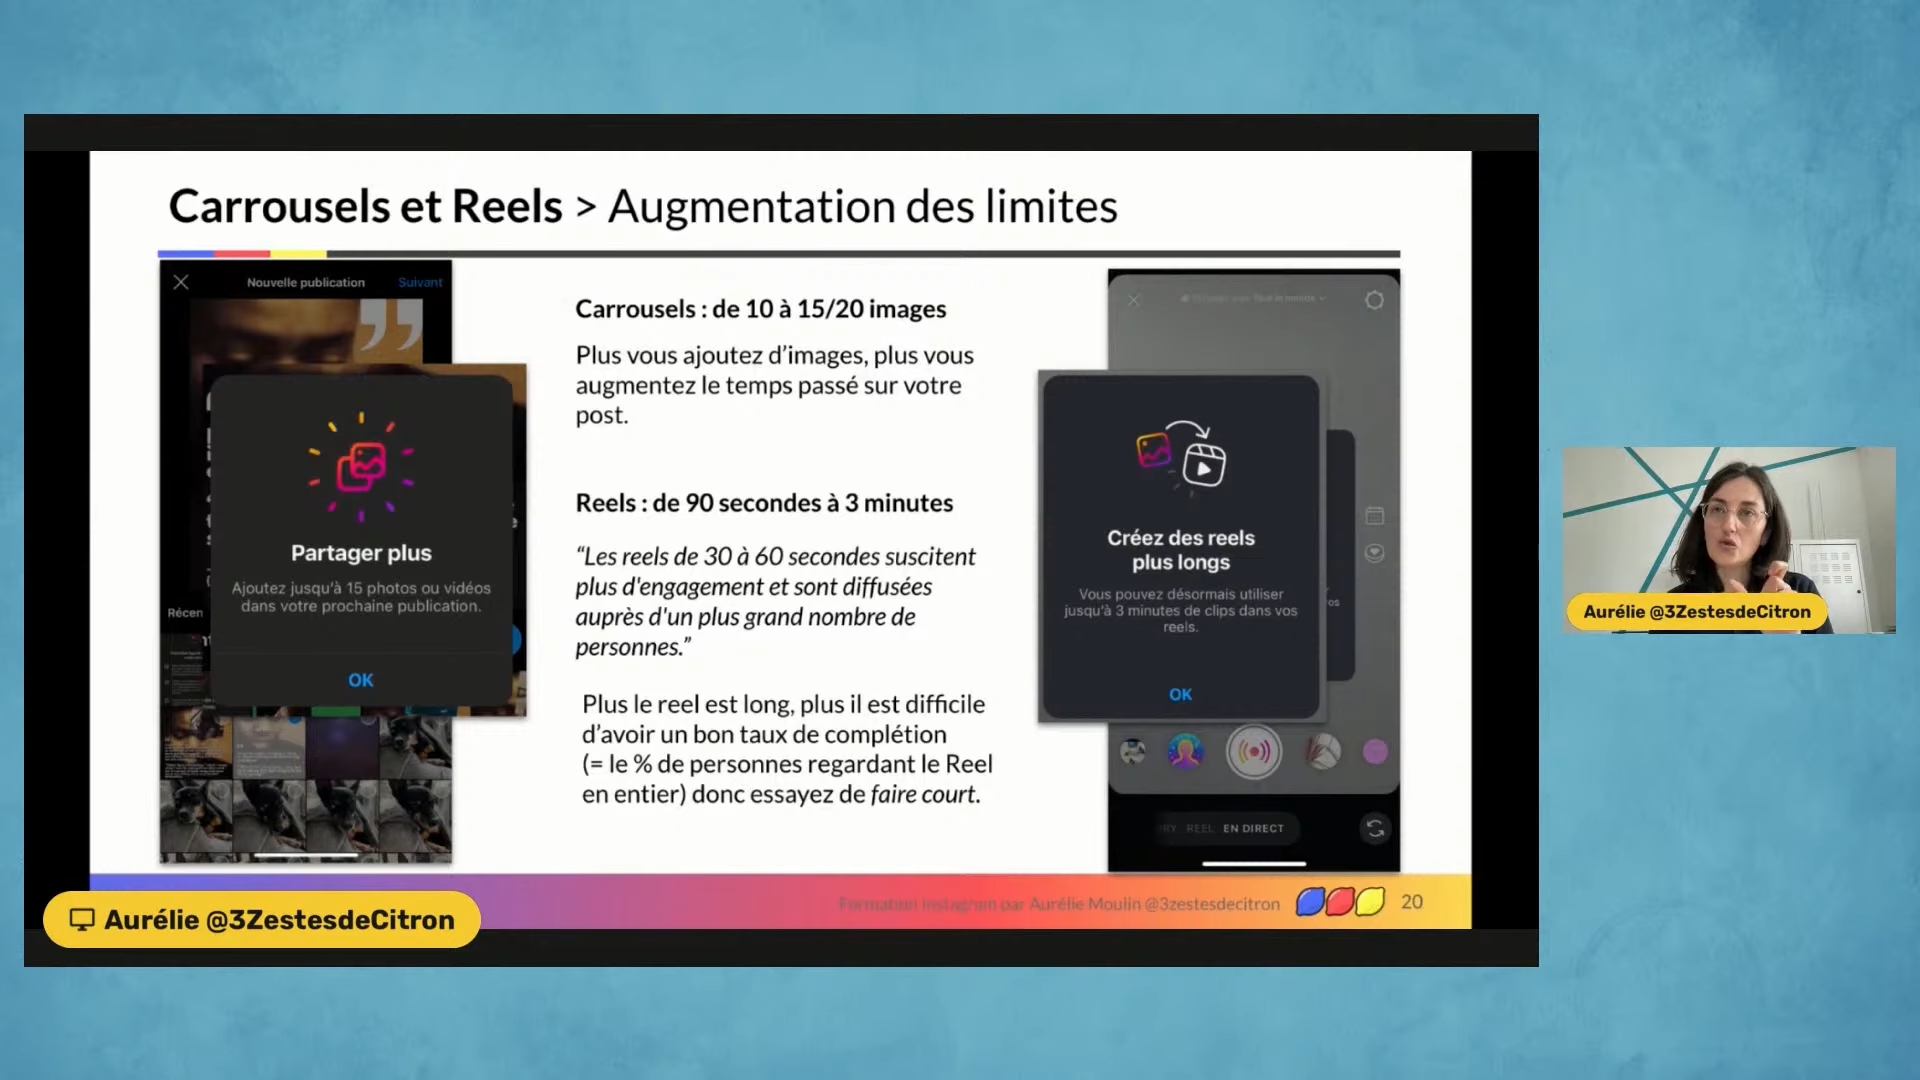 Carrousels et Reels > Augmentation des limites
Nouvelle publication
Suivant
Partager plus
Ajoutez jusqu'à 15 photos ou vidéos
dans votre prochaine publication.
OK
Récen
Carrousels : de 10 à 15/20 images
Plus vous ajoutez d’images, plus vous
augmentez le temps passé sur votre
post.
Reels : de 90 secondes à 3 minutes
“Les reels de 30 à 60 secondes suscitent
plus d'engagement et sont diffusées
auprès d'un plus grand nombre de
personnes.”
Plus le reel est long, plus il est difficile
d’avoir un bon taux de complétion
(= le % de personnes regardant le Reel
en entier) donc essayez de faire court.
Créez des reels
plus longs
Vous pouvez désormais utiliser
jusqu'à 3 minutes de clips dans vos
reels.
OK
RY REEL EN DIRECT
Formation Instagram par Aurélie Moulin @3zestesdecitron
20
Aurélie @3ZestesdeCitron
Aurélie @3ZestesdeCitron